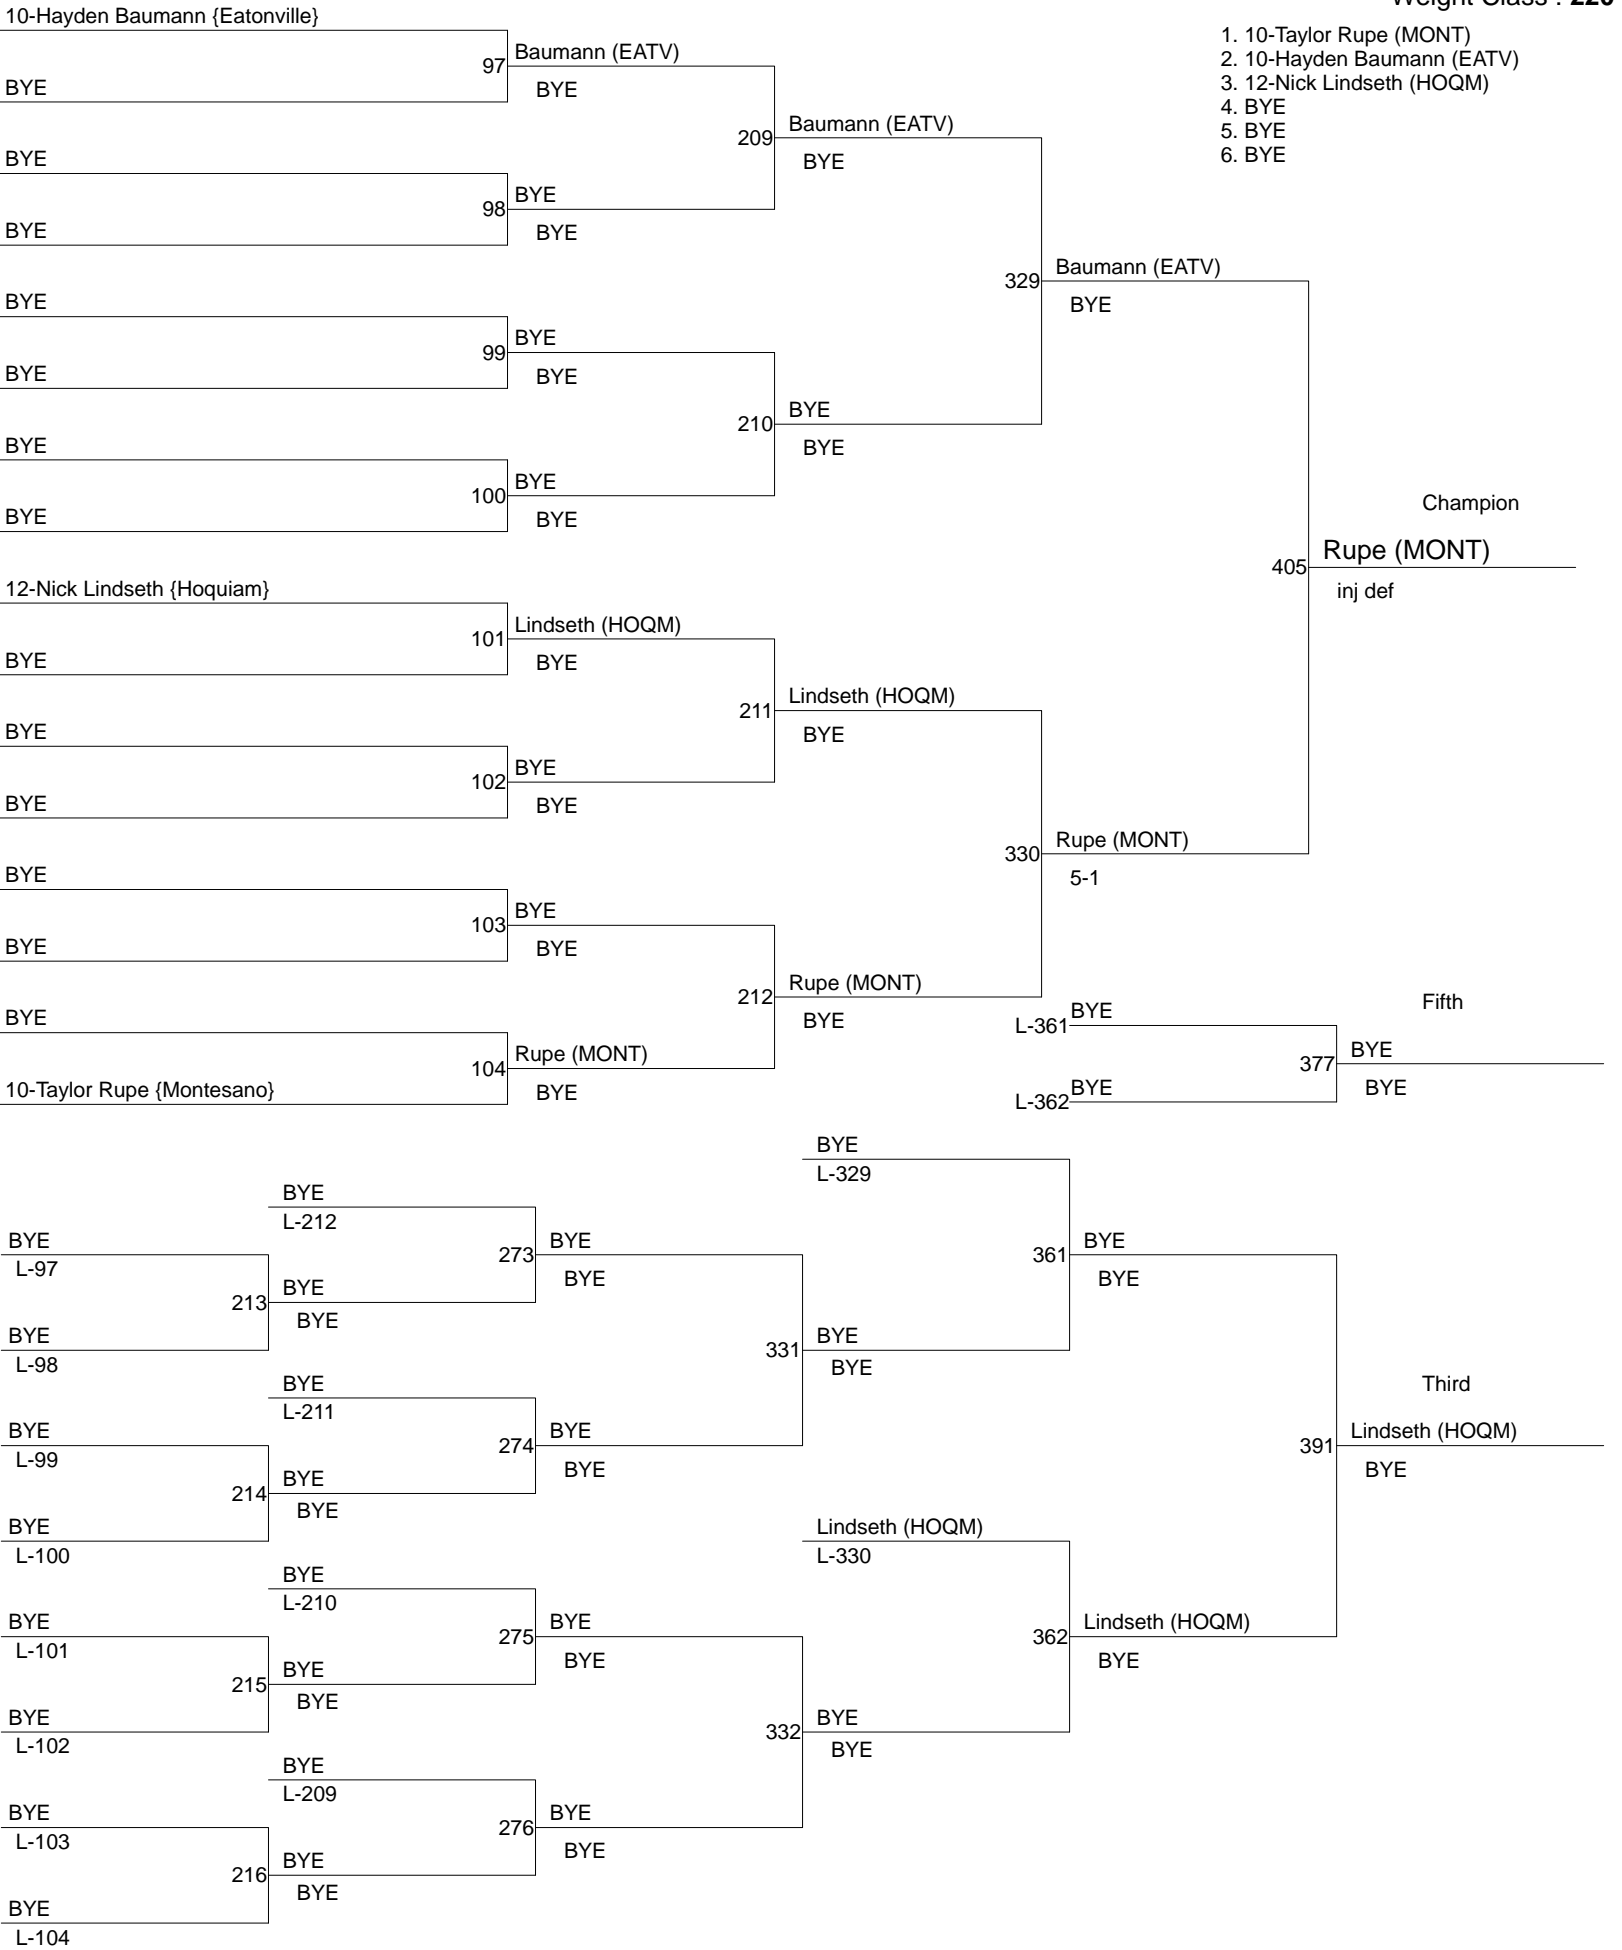 Weight Class : 220
10-Hayden Baumann {Eatonville}
BYE
97
Baumann (EATV)
BYE
BYE
BYE
98
BYE
BYE
209
Baumann (EATV)
BYE
BYE
BYE
99
BYE
BYE
BYE
BYE
100
BYE
BYE
210
BYE
BYE
329
Baumann (EATV)
BYE
1. 10-Taylor Rupe (MONT)
2. 10-Hayden Baumann (EATV)
3. 12-Nick Lindseth (HOQM)
4. BYE
5. BYE
6. BYE
12-Nick Lindseth {Hoquiam}
BYE
101
Lindseth (HOQM)
BYE
BYE
BYE
102
BYE
BYE
211
Lindseth (HOQM)
BYE
BYE
BYE
103
BYE
BYE
BYE
10-Taylor Rupe {Montesano}
104
Rupe (MONT)
BYE
212
Rupe (MONT)
BYE
330
Rupe (MONT)
5-1
Champion
405
Rupe (MONT)
inj def
Fifth
L-361
BYE
L-362
BYE
377
BYE
BYE
BYE
L-97
BYE
L-98
213
BYE
BYE
BYE
L-212
273
BYE
BYE
BYE
L-99
BYE
L-100
214
BYE
BYE
BYE
L-211
274
BYE
BYE
331
BYE
BYE
BYE
L-329
361
BYE
BYE
BYE
L-101
BYE
L-102
215
BYE
BYE
BYE
L-210
275
BYE
BYE
BYE
L-103
BYE
L-104
216
BYE
BYE
BYE
L-209
276
BYE
BYE
332
BYE
BYE
Lindseth (HOQM)
L-330
362
Lindseth (HOQM)
BYE
Third
391
Lindseth (HOQM)
BYE